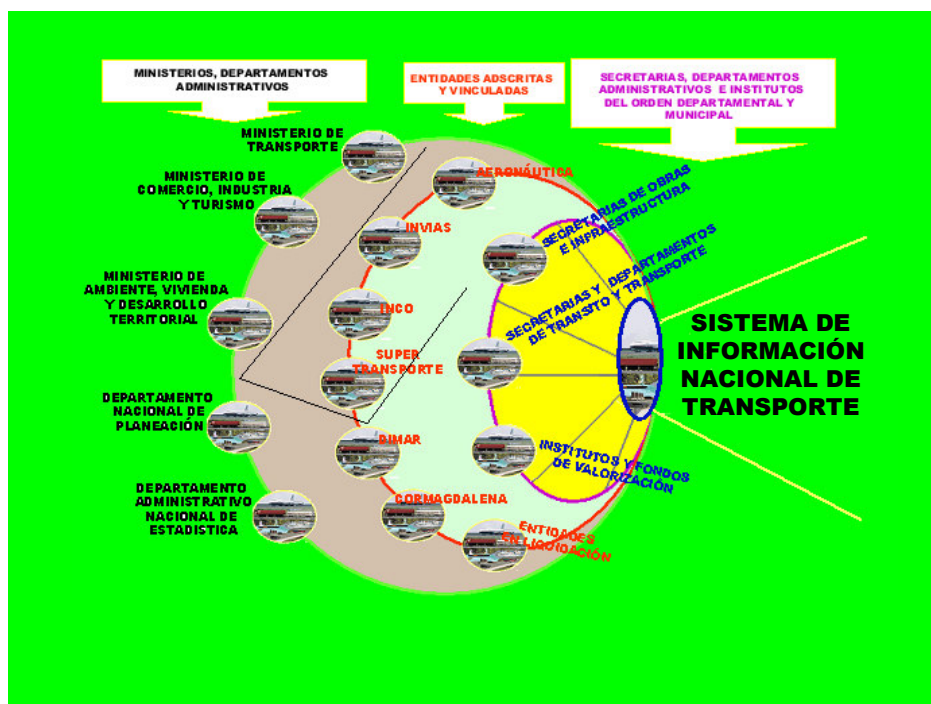 MINISTERIOS, DEPARTAMENTOS
ADMINISTRATIVOS
ENTIDADES ADSCRITAS
Y VINCULADAS
SECRETARIAS, DEPARTAMENTOS
ADMINISTRATIVOS E INSTITUTOS
DEL ORDEN DEPARTAMENTAL Y
MUNICIPAL
MINISTERIO DE
TRANSPORTE
MINISTERIO DE
COMERCIO, INDUSTRIA
Y TURISMO
MINISTERIO DE
AMBIENTE, VIVIENDA
Y DESARROLLO
TERRITORIAL
DEPARTAMENTO
NACIONAL DE
PLANEACIÓN
DEPARTAMENTO
ADMINISTRATIVO
NACIONAL DE
ESTADISTICA
AERONÁUTICA
INVIAS
INCO
SUPER
TRANSPORTE
DIMAR
CORMAGDALENA
ENTIDADES
EN LIQUIDACIÓN
SECRETARIAS DE OBRAS
E INFRAESTRUCTURA
SECRETARIAS Y DEPARTAMENTOS
DE TRANSITO Y TRANSPORTE
INSTITUTOS Y FONDOS
DE VALORIZACIÓN
SISTEMA DE
INFORMACIÓN
NACIONAL DE
TRANSPORTE